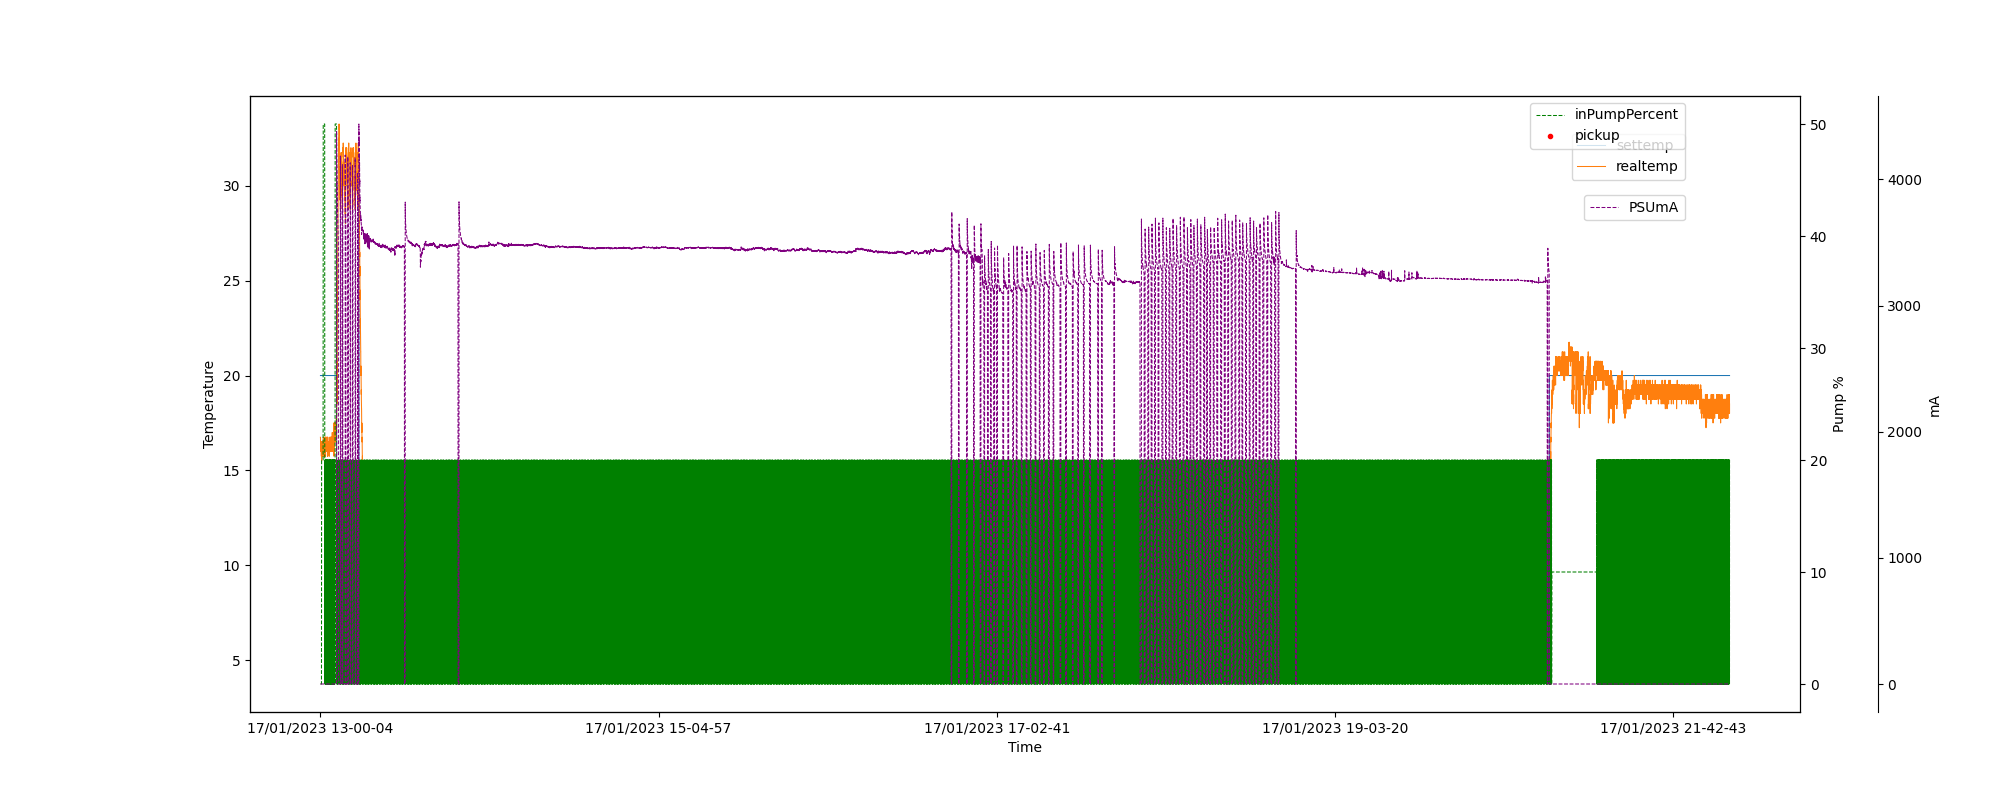 inPumpPercent
pickup
settemp
realtemp
PSUmA
30
25
20
15
10
5
Temperature
50
40
30
20
10
0
Pump %
4000
3000
2000
1000
0
mA
17/01/2023 13-00-04
17/01/2023 15-04-57
17/01/2023 17-02-41
17/01/2023 19-03-20
17/01/2023 21-42-43
Time